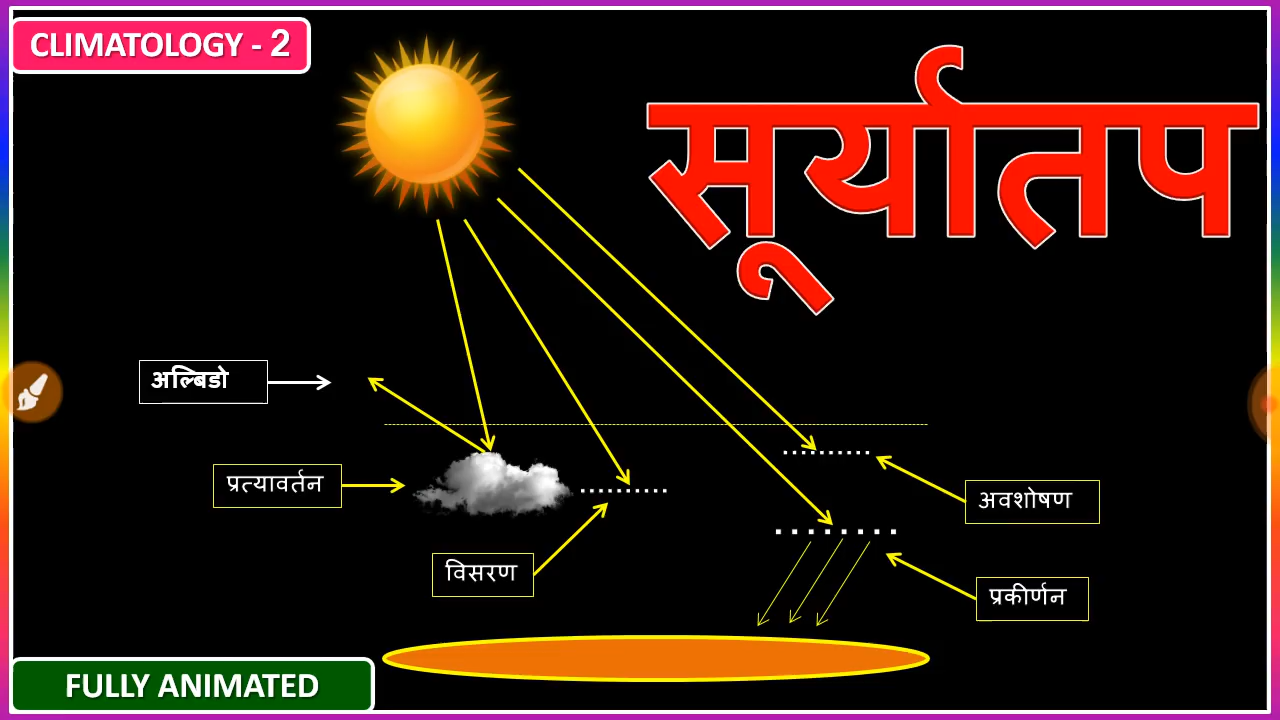 CLIMATOLOGY - 2
सूर्यातप
अल्बिडो
प्रत्यावर्तन
अवशोषण
विसरण
प्रकीर्णन
FULLY ANIMATED